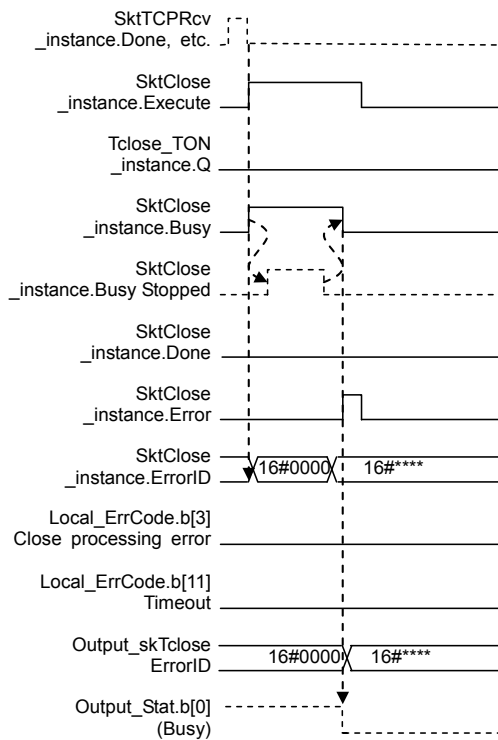 SktTCPRcv
_instance.Done, etc.
SktClose
_instance.Execute
Tclose_TON
_instance.Q
SktClose
_instance.Busy
SktClose
_instance.Busy Stopped
SktClose
_instance.Done
SktClose
_instance.Error
SktClose
_instance.ErrorID
16#0000
16#****
Local_ErrCode.b[3]
Close processing error
Local_ErrCode.b[11]
Timeout
Output_skTclose
ErrorID
16#0000
16#****
Output_Stat.b[0]
(Busy)